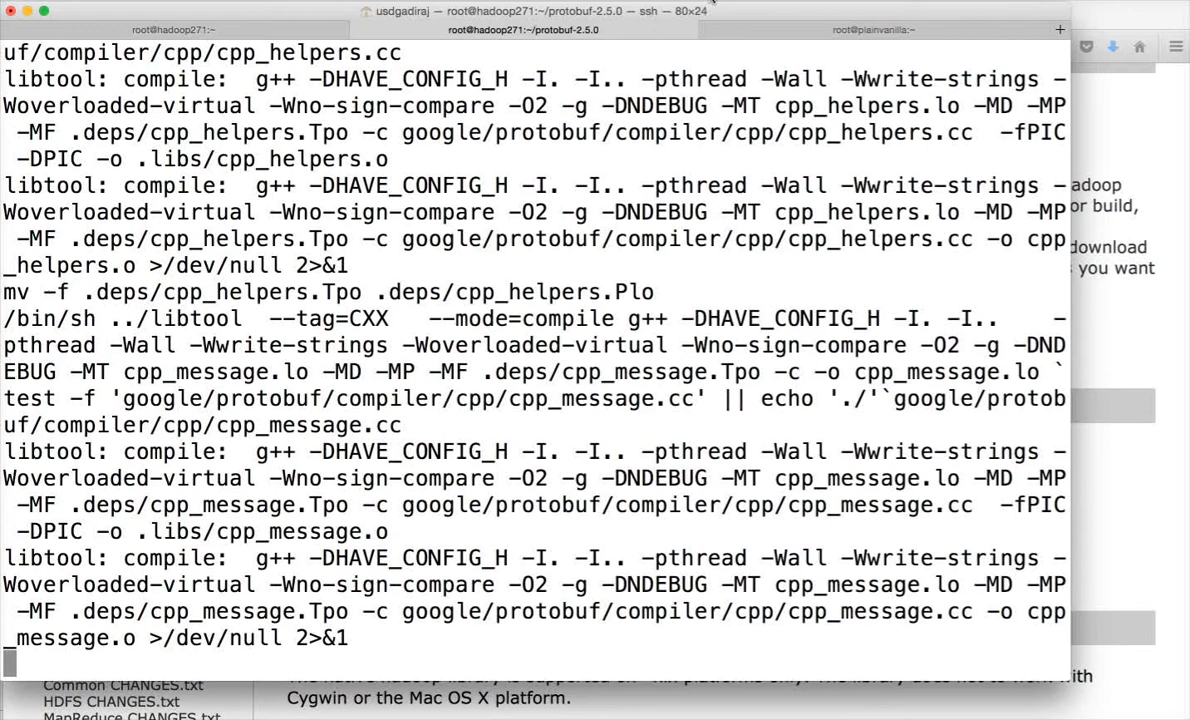 usdgadiraj — root@hadoop271:~/protobuf-2.5.0 — ssh — 80×24
root@hadoop271:~ root@hadoop271:~/protobuf-2.5.0 root@plainvanilla:~ +
uf/compiler/cpp/cpp_helpers.cc
libtool: compile:  g++ -DHAVE_CONFIG_H -I. -I.. -pthread -Wall -Wwrite-strings -
Woverloaded-virtual -Wno-sign-compare -O2 -g -DNDEBUG -MT cpp_helpers.lo -MD -MP
 -MF .deps/cpp_helpers.Tpo -c google/protobuf/compiler/cpp/cpp_helpers.cc  -fPIC
 -DPIC -o .libs/cpp_helpers.o
libtool: compile:  g++ -DHAVE_CONFIG_H -I. -I.. -pthread -Wall -Wwrite-strings -
Woverloaded-virtual -Wno-sign-compare -O2 -g -DNDEBUG -MT cpp_helpers.lo -MD -MP
 -MF .deps/cpp_helpers.Tpo -c google/protobuf/compiler/cpp/cpp_helpers.cc -o cpp
_helpers.o >/dev/null 2>&1
mv -f .deps/cpp_helpers.Tpo .deps/cpp_helpers.Plo
/bin/sh ../libtool  --tag=CXX   --mode=compile g++ -DHAVE_CONFIG_H -I. -I..    -
pthread -Wall -Wwrite-strings -Woverloaded-virtual -Wno-sign-compare -O2 -g -DND
EBUG -MT cpp_message.lo -MD -MP -MF .deps/cpp_message.Tpo -c -o cpp_message.lo `
test -f 'google/protobuf/compiler/cpp/cpp_message.cc' || echo './'`google/protob
uf/compiler/cpp/cpp_message.cc
libtool: compile:  g++ -DHAVE_CONFIG_H -I. -I.. -pthread -Wall -Wwrite-strings -
Woverloaded-virtual -Wno-sign-compare -O2 -g -DNDEBUG -MT cpp_message.lo -MD -MP
 -MF .deps/cpp_message.Tpo -c google/protobuf/compiler/cpp/cpp_message.cc  -fPIC
 -DPIC -o .libs/cpp_message.o
libtool: compile:  g++ -DHAVE_CONFIG_H -I. -I.. -pthread -Wall -Wwrite-strings -
Woverloaded-virtual -Wno-sign-compare -O2 -g -DNDEBUG -MT cpp_message.lo -MD -MP
 -MF .deps/cpp_message.Tpo -c google/protobuf/compiler/cpp/cpp_message.cc -o cpp
_message.o >/dev/null 2>&1
adoop
or build,
download
you want
with
Common CHANGES.txt
HDFS CHANGES.txt
MapReduce CHANGES.txt
Cygwin or the Mac OS X platform.